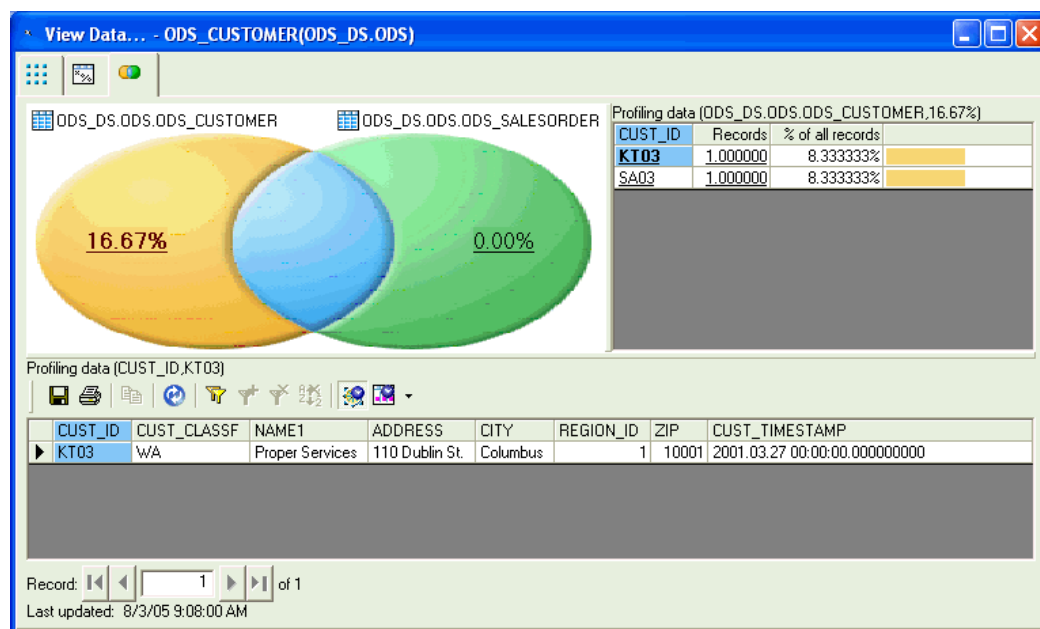 View Data... - ODS_CUSTOMER(ODS_DS.ODS)
ODS_DS.ODS.ODS_CUSTOMER
ODS_DS.ODS.ODS_SALESORDER
16.67%
0.00%
Profiling data (ODS_DS.ODS.ODS_CUSTOMER,16.67%)
CUST_ID Records % of all records
KT03 1.000000 8.333333%
SA03 1.000000 8.333333%
Profiling data (CUST_ID,KT03)
CUST_ID CUST_CLASSF NAME1 ADDRESS CITY REGION_ID ZIP CUST_TIMESTAMP
KT03 WA Proper Services 110 Dublin St. Columbus 1 10001 2001.03.27 00:00:00.000000000
Record: 1 of 1
Last updated: 8/3/05 9:08:00 AM